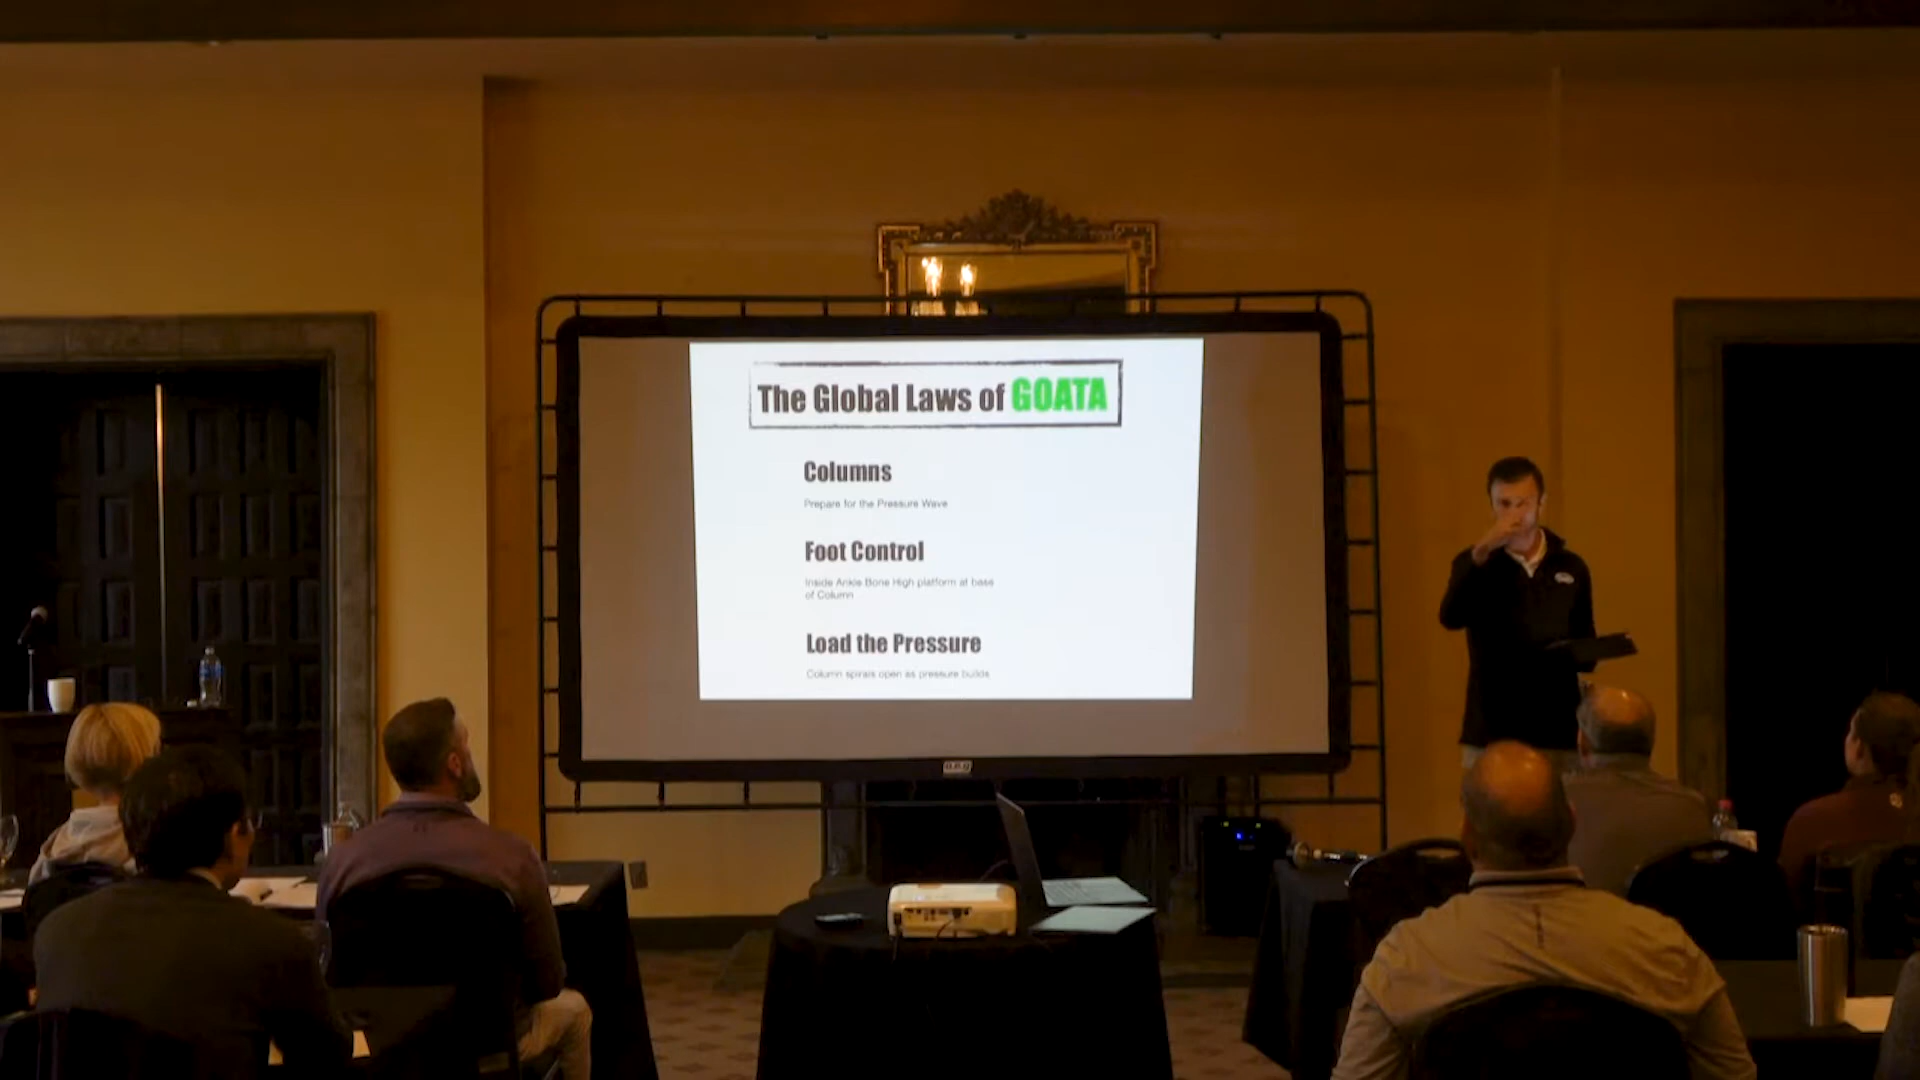 The Global Laws of GOATA
Columns
Prepare for the Pressure Wave
Foot Control
Inside Ankle Bone High platform at base
of Column
Load the Pressure
Column spirals open as pressure builds